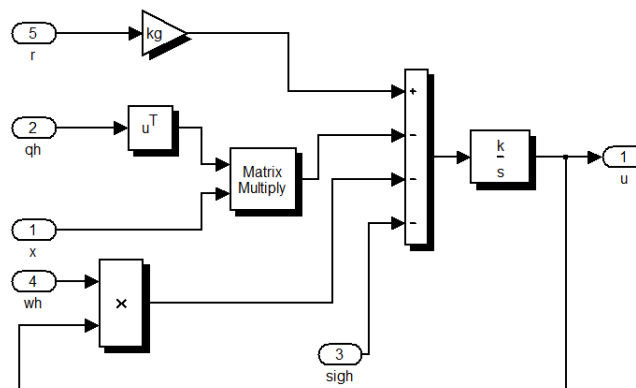 5
r
kg
+
2
qh
u^T
−
Matrix
Multiply
k
s
1
u
−
1
x
−
4
wh
×
3
sigh